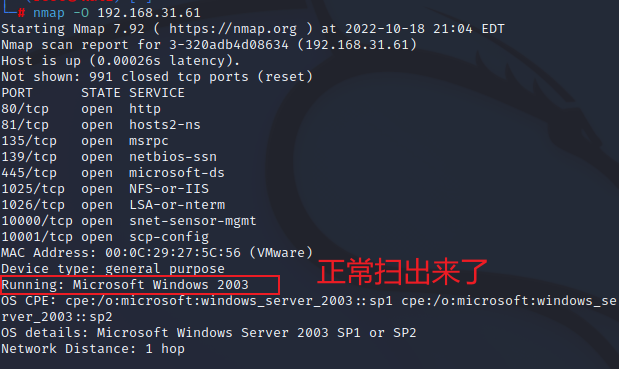 # nmap -O 192.168.31.61
Starting Nmap 7.92 ( https://nmap.org ) at 2022-10-18 21:04 EDT
Nmap scan report for 3-320adb4d08634 (192.168.31.61)
Host is up (0.00026s latency).
Not shown: 991 closed tcp ports (reset)
PORT      STATE SERVICE
80/tcp    open  http
81/tcp    open  hosts2-ns
135/tcp   open  msrpc
139/tcp   open  netbios-ssn
445/tcp   open  microsoft-ds
1025/tcp  open  NFS-or-IIS
1026/tcp  open  LSA-or-nterm
10000/tcp open  snet-sensor-mgmt
10001/tcp open  scp-config
MAC Address: 00:0C:29:27:5C:56 (VMware)
Device type: general purpose
正常扫出来了
Running: Microsoft Windows 2003
OS CPE: cpe:/o:microsoft:windows_server_2003::sp1 cpe:/o:microsoft:windows_se
rver_2003::sp2
OS details: Microsoft Windows Server 2003 SP1 or SP2
Network Distance: 1 hop